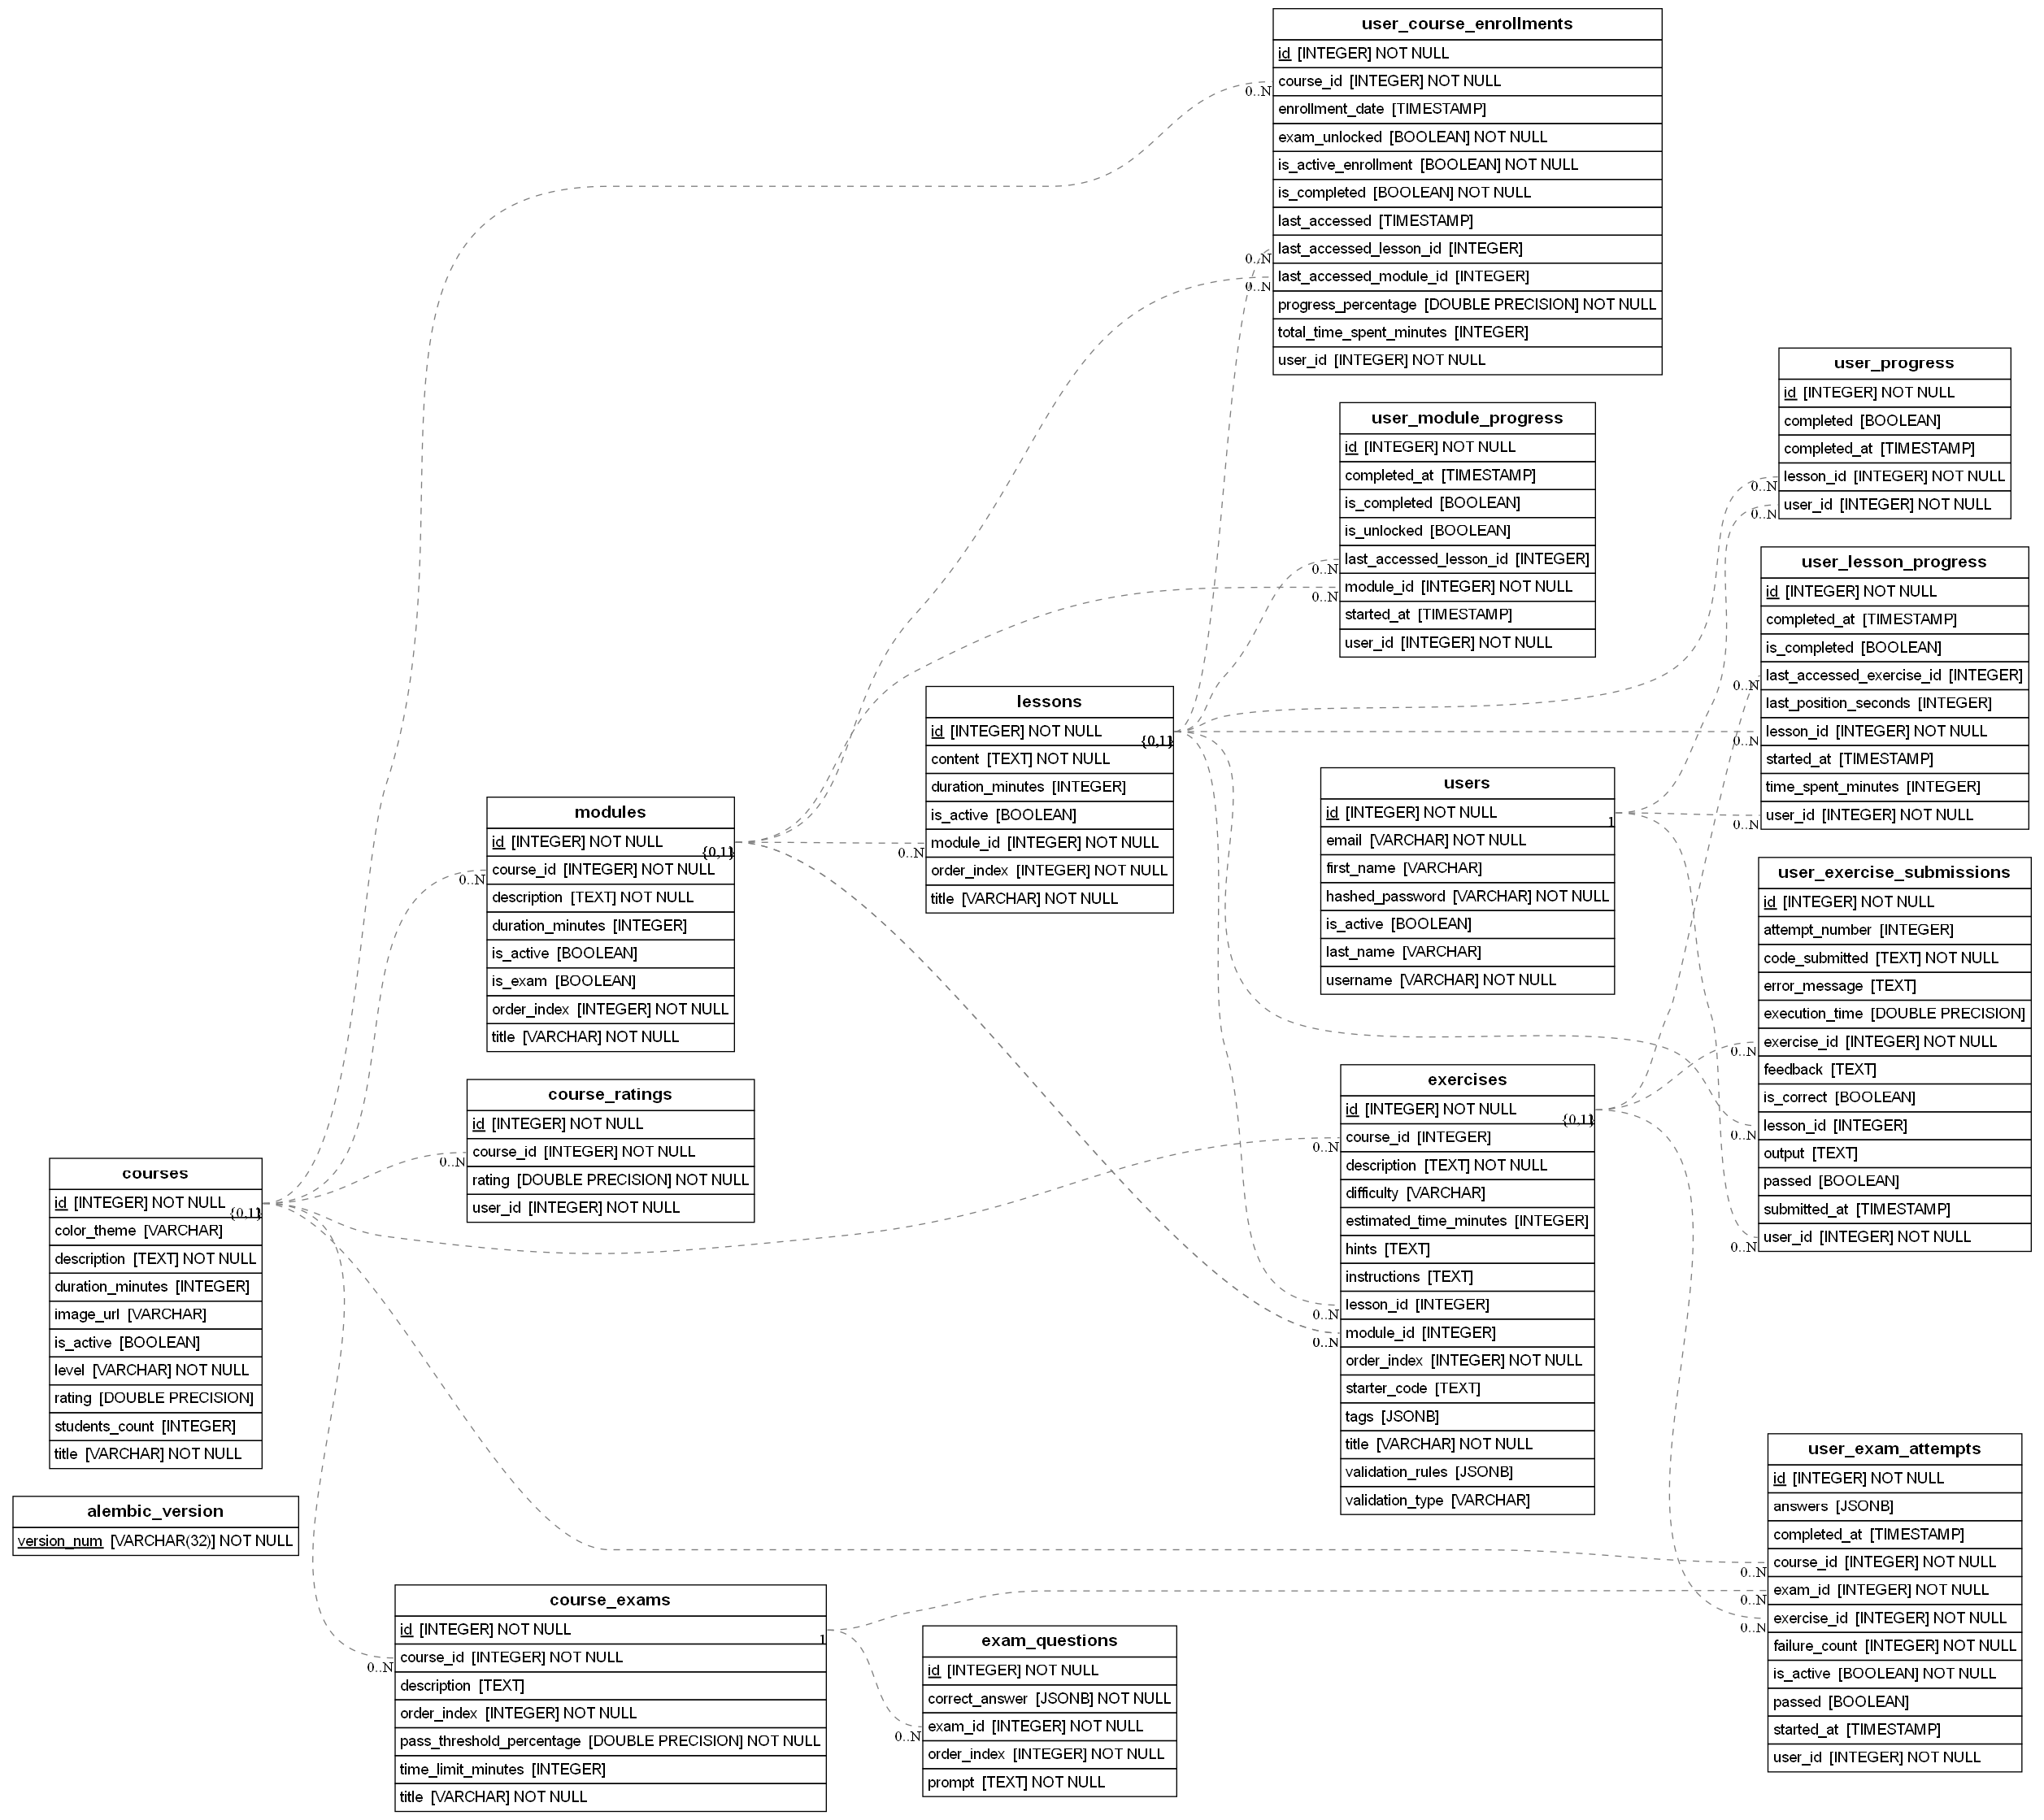 user_course_enrollments
id [INTEGER] NOT NULL
course_id [INTEGER] NOT NULL
0..N
enrollment_date [TIMESTAMP]
exam_unlocked [BOOLEAN] NOT NULL
is_active_enrollment [BOOLEAN] NOT NULL
is_completed [BOOLEAN] NOT NULL
last_accessed [TIMESTAMP]
last_accessed_lesson_id [INTEGER]
0..N
last_accessed_module_id [INTEGER]
0..N
progress_percentage [DOUBLE PRECISION] NOT NULL
total_time_spent_minutes [INTEGER]
user_id [INTEGER] NOT NULL
user_progress
id [INTEGER] NOT NULL
completed [BOOLEAN]
completed_at [TIMESTAMP]
lesson_id [INTEGER] NOT NULL
0..N
user_id [INTEGER] NOT NULL
0..N
user_module_progress
id [INTEGER] NOT NULL
completed_at [TIMESTAMP]
is_completed [BOOLEAN]
is_unlocked [BOOLEAN]
last_accessed_lesson_id [INTEGER]
0..N
module_id [INTEGER] NOT NULL
0..N
started_at [TIMESTAMP]
user_id [INTEGER] NOT NULL
user_lesson_progress
id [INTEGER] NOT NULL
completed_at [TIMESTAMP]
is_completed [BOOLEAN]
last_accessed_exercise_id [INTEGER]
0..N
last_position_seconds [INTEGER]
lesson_id [INTEGER] NOT NULL
0..N
started_at [TIMESTAMP]
time_spent_minutes [INTEGER]
user_id [INTEGER] NOT NULL
0..N
lessons
id [INTEGER] NOT NULL
{0,1}
content [TEXT] NOT NULL
duration_minutes [INTEGER]
is_active [BOOLEAN]
module_id [INTEGER] NOT NULL
0..N
order_index [INTEGER] NOT NULL
title [VARCHAR] NOT NULL
users
id [INTEGER] NOT NULL
1
email [VARCHAR] NOT NULL
first_name [VARCHAR]
hashed_password [VARCHAR] NOT NULL
is_active [BOOLEAN]
last_name [VARCHAR]
username [VARCHAR] NOT NULL
modules
id [INTEGER] NOT NULL
{0,1}
course_id [INTEGER] NOT NULL
0..N
description [TEXT] NOT NULL
duration_minutes [INTEGER]
is_active [BOOLEAN]
is_exam [BOOLEAN]
order_index [INTEGER] NOT NULL
title [VARCHAR] NOT NULL
user_exercise_submissions
id [INTEGER] NOT NULL
attempt_number [INTEGER]
code_submitted [TEXT] NOT NULL
error_message [TEXT]
execution_time [DOUBLE PRECISION]
exercise_id [INTEGER] NOT NULL
0..N
feedback [TEXT]
is_correct [BOOLEAN]
lesson_id [INTEGER]
0..N
output [TEXT]
passed [BOOLEAN]
submitted_at [TIMESTAMP]
user_id [INTEGER] NOT NULL
0..N
exercises
id [INTEGER] NOT NULL
{0,1}
course_id [INTEGER]
0..N
description [TEXT] NOT NULL
difficulty [VARCHAR]
estimated_time_minutes [INTEGER]
hints [TEXT]
instructions [TEXT]
lesson_id [INTEGER]
0..N
module_id [INTEGER]
0..N
order_index [INTEGER] NOT NULL
starter_code [TEXT]
tags [JSONB]
title [VARCHAR] NOT NULL
validation_rules [JSONB]
validation_type [VARCHAR]
course_ratings
id [INTEGER] NOT NULL
course_id [INTEGER] NOT NULL
0..N
rating [DOUBLE PRECISION] NOT NULL
user_id [INTEGER] NOT NULL
courses
id [INTEGER] NOT NULL
{0,1}
color_theme [VARCHAR]
description [TEXT] NOT NULL
duration_minutes [INTEGER]
image_url [VARCHAR]
is_active [BOOLEAN]
level [VARCHAR] NOT NULL
rating [DOUBLE PRECISION]
students_count [INTEGER]
title [VARCHAR] NOT NULL
alembic_version
version_num [VARCHAR(32)] NOT NULL
user_exam_attempts
id [INTEGER] NOT NULL
answers [JSONB]
completed_at [TIMESTAMP]
course_id [INTEGER] NOT NULL
0..N
exam_id [INTEGER] NOT NULL
0..N
exercise_id [INTEGER] NOT NULL
0..N
failure_count [INTEGER] NOT NULL
is_active [BOOLEAN] NOT NULL
passed [BOOLEAN]
started_at [TIMESTAMP]
user_id [INTEGER] NOT NULL
course_exams
id [INTEGER] NOT NULL
1
course_id [INTEGER] NOT NULL
0..N
description [TEXT]
order_index [INTEGER] NOT NULL
pass_threshold_percentage [DOUBLE PRECISION] NOT NULL
time_limit_minutes [INTEGER]
title [VARCHAR] NOT NULL
exam_questions
id [INTEGER] NOT NULL
correct_answer [JSONB] NOT NULL
exam_id [INTEGER] NOT NULL
0..N
order_index [INTEGER] NOT NULL
prompt [TEXT] NOT NULL